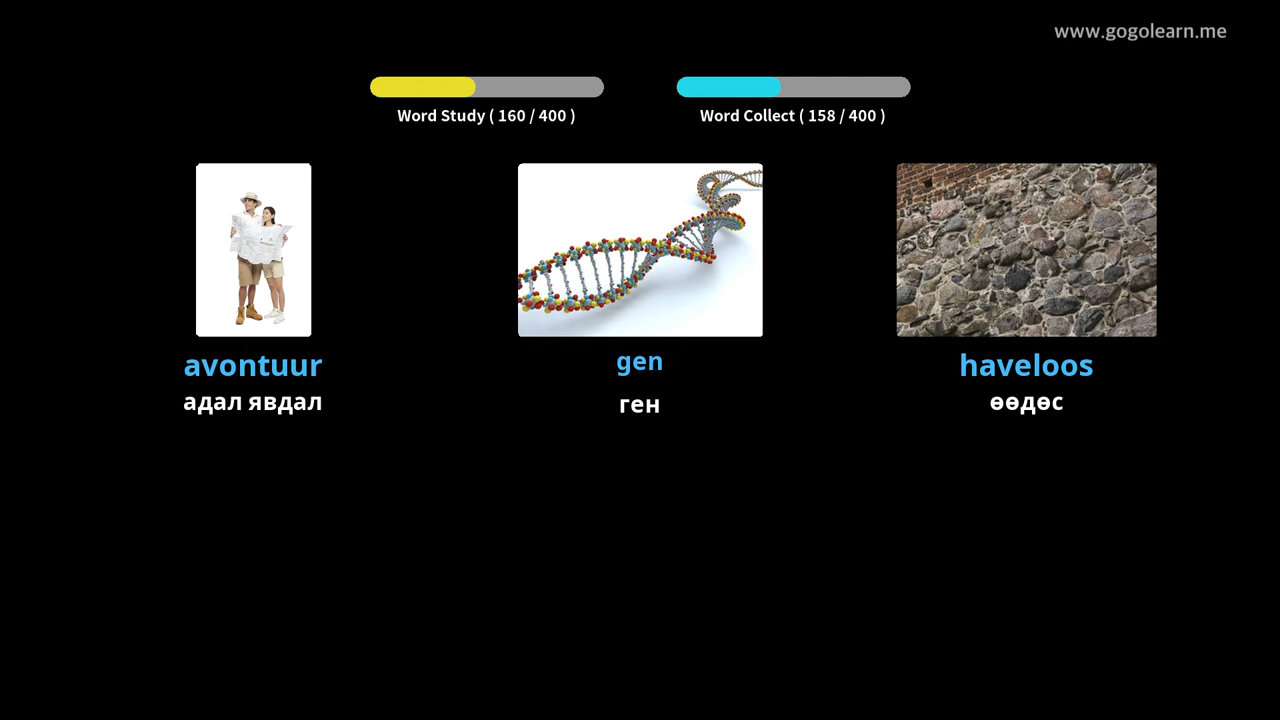 www.gogolearn.me
Word Study ( 160 / 400 )
Word Collect ( 158 / 400 )
avontuur
адал явдал
gen
ген
haveloos
өөдөс